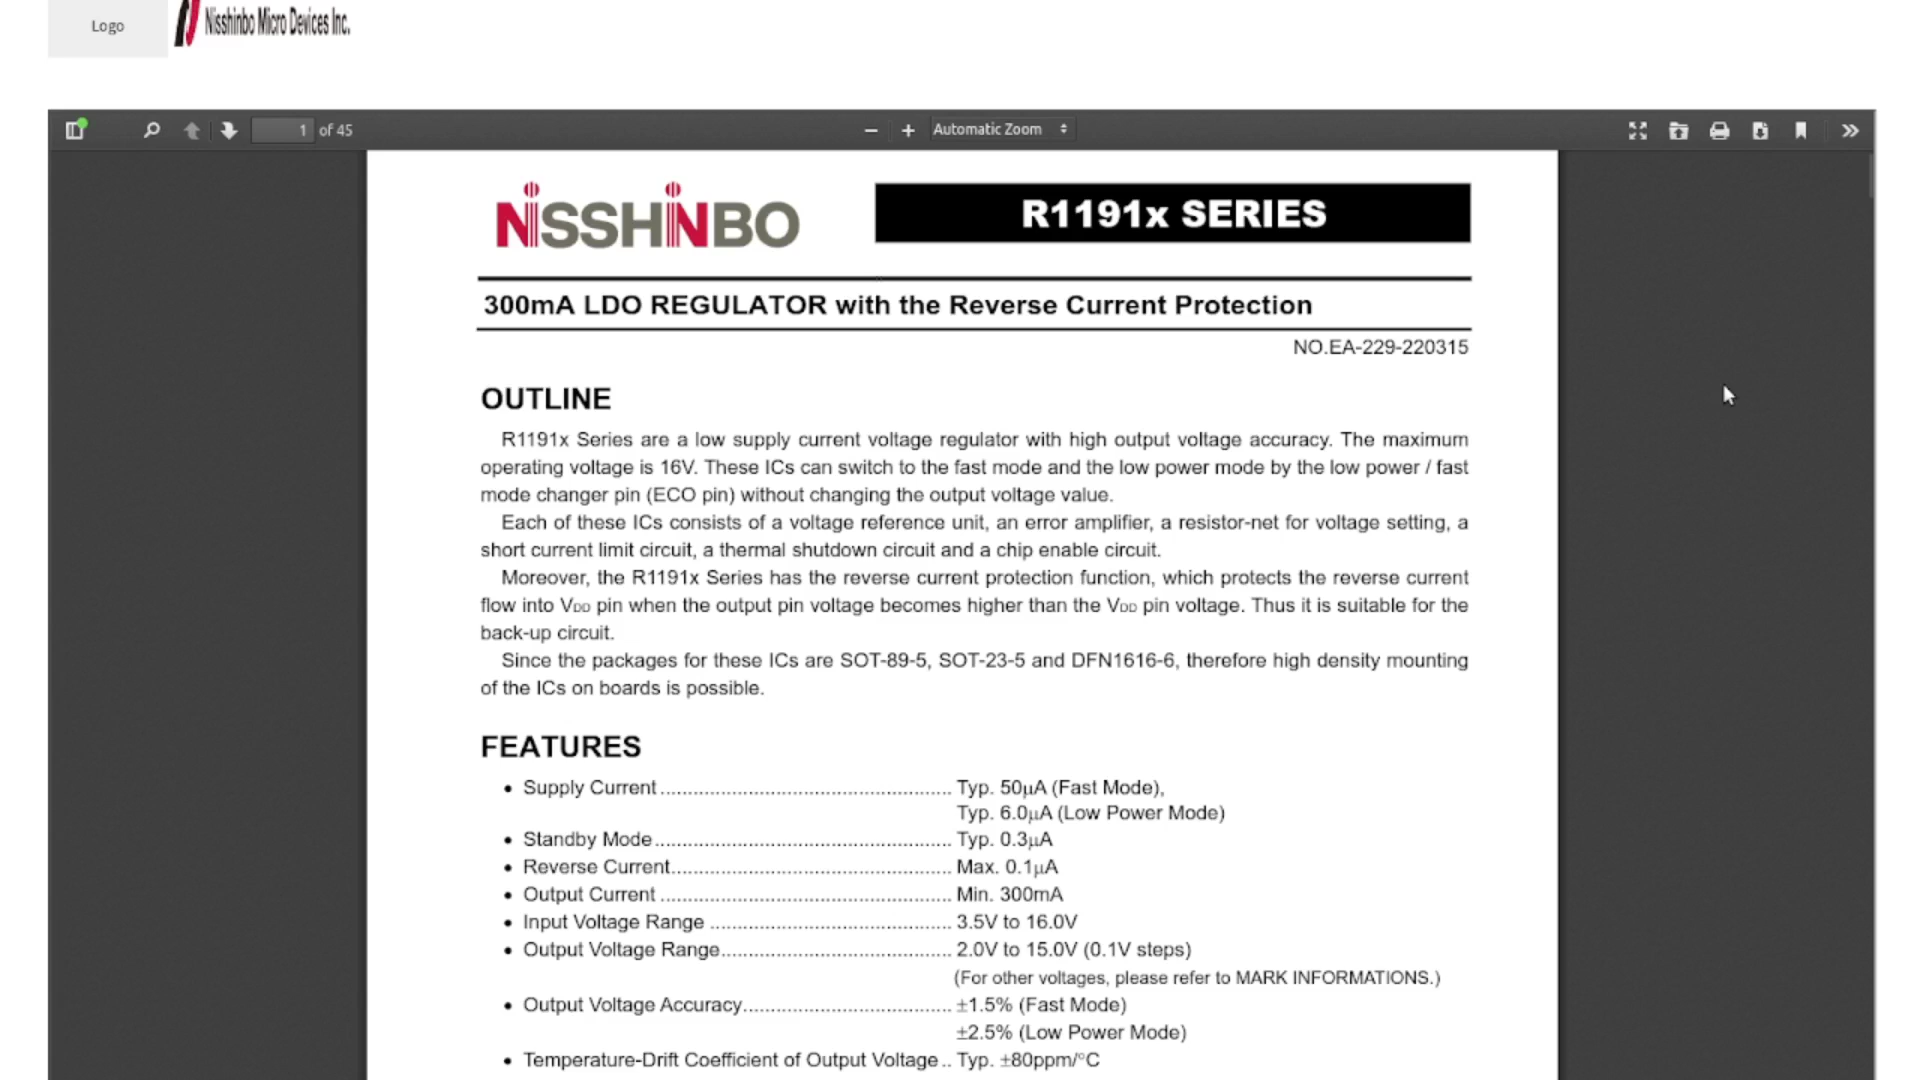 Logo
Nisshinbo Micro Devices Inc.
1 of 45
Automatic Zoom
NISSHINBO
R1191x SERIES
300mA LDO REGULATOR with the Reverse Current Protection
NO.EA-229-220315
OUTLINE
R1191x Series are a low supply current voltage regulator with high output voltage accuracy. The maximum
operating voltage is 16V. These ICs can switch to the fast mode and the low power mode by the low power / fast
mode changer pin (ECO pin) without changing the output voltage value.
Each of these ICs consists of a voltage reference unit, an error amplifier, a resistor-net for voltage setting, a
short current limit circuit, a thermal shutdown circuit and a chip enable circuit.
Moreover, the R1191x Series has the reverse current protection function, which protects the reverse current
flow into VDD pin when the output pin voltage becomes higher than the VDD pin voltage. Thus it is suitable for the
back-up circuit.
Since the packages for these ICs are SOT-89-5, SOT-23-5 and DFN1616-6, therefore high density mounting
of the ICs on boards is possible.
FEATURES
• Supply Current..................................................... Typ. 50μA (Fast Mode),
Typ. 6.0μA (Low Power Mode)
• Standby Mode...................................................... Typ. 0.3μA
• Reverse Current................................................... Max. 0.1μA
• Output Current ..................................................... Min. 300mA
• Input Voltage Range ............................................ 3.5V to 16.0V
• Output Voltage Range.......................................... 2.0V to 15.0V (0.1V steps)
(For other voltages, please refer to MARK INFORMATIONS.)
• Output Voltage Accuracy...................................... ±1.5% (Fast Mode)
±2.5% (Low Power Mode)
• Temperature-Drift Coefficient of Output Voltage.. Typ. ±80ppm/°C